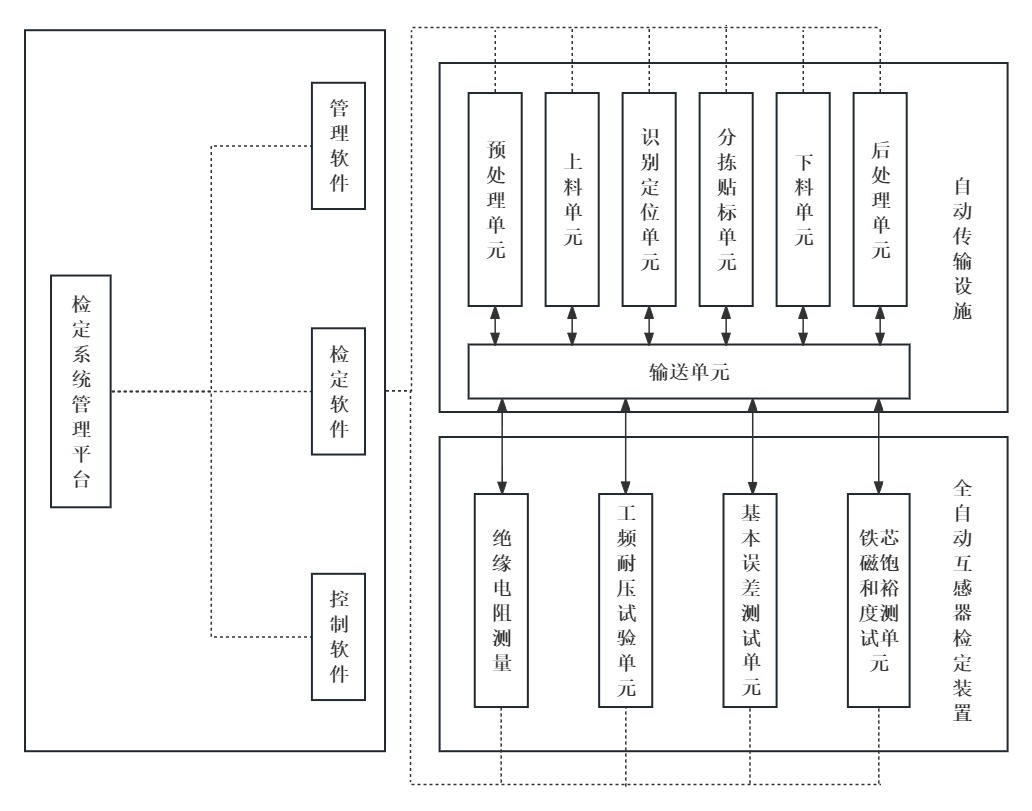 检定系统管理平台
管理软件
检定软件
控制软件
预处理单元
上料单元
识别定位单元
分拣贴标单元
下料单元
后处理单元
自动传输设施
输送单元
绝缘电阻测量
工频耐压试验单元
基本误差测试单元
铁芯
磁饱
和裕
度测
试单
元
全自动互感器检定装置